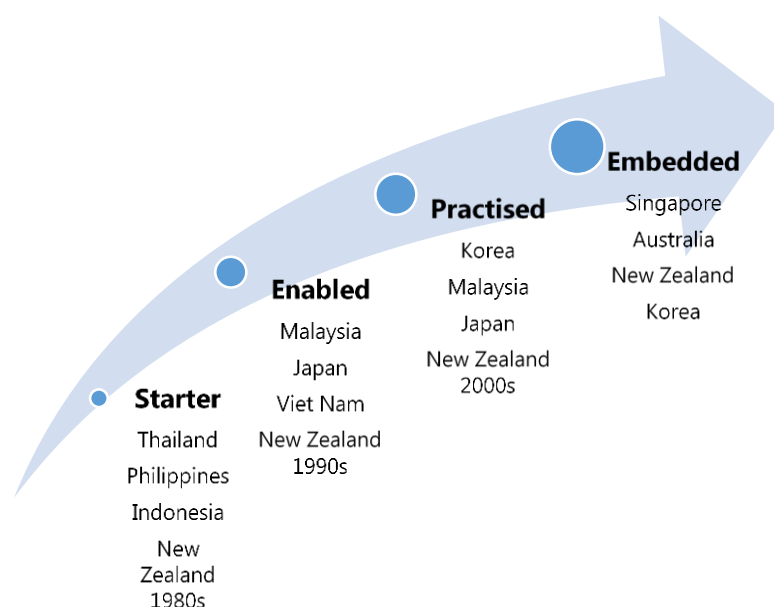 Embedded
Singapore
Australia
New Zealand
Korea
Practised
Korea
Malaysia
Japan
New Zealand
2000s
Enabled
Malaysia
Japan
Viet Nam
New Zealand
1990s
Starter
Thailand
Philippines
Indonesia
New
Zealand
1980s